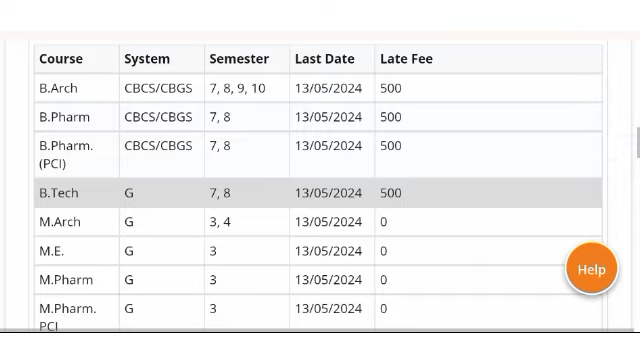 Course System Semester Last Date Late Fee
B.Arch CBCS/CBGS 7, 8, 9, 10 13/05/2024 500
B.Pharm CBCS/CBGS 7, 8 13/05/2024 500
B.Pharm. CBCS/CBGS 7, 8 13/05/2024 500
(PCI)
B.Tech G 7, 8 13/05/2024 500
M.Arch G 3, 4 13/05/2024 0
M.E. G 3 13/05/2024 0
M.Pharm G 3 13/05/2024 0
M.Pharm. G 3 13/05/2024 0
PCI
Help